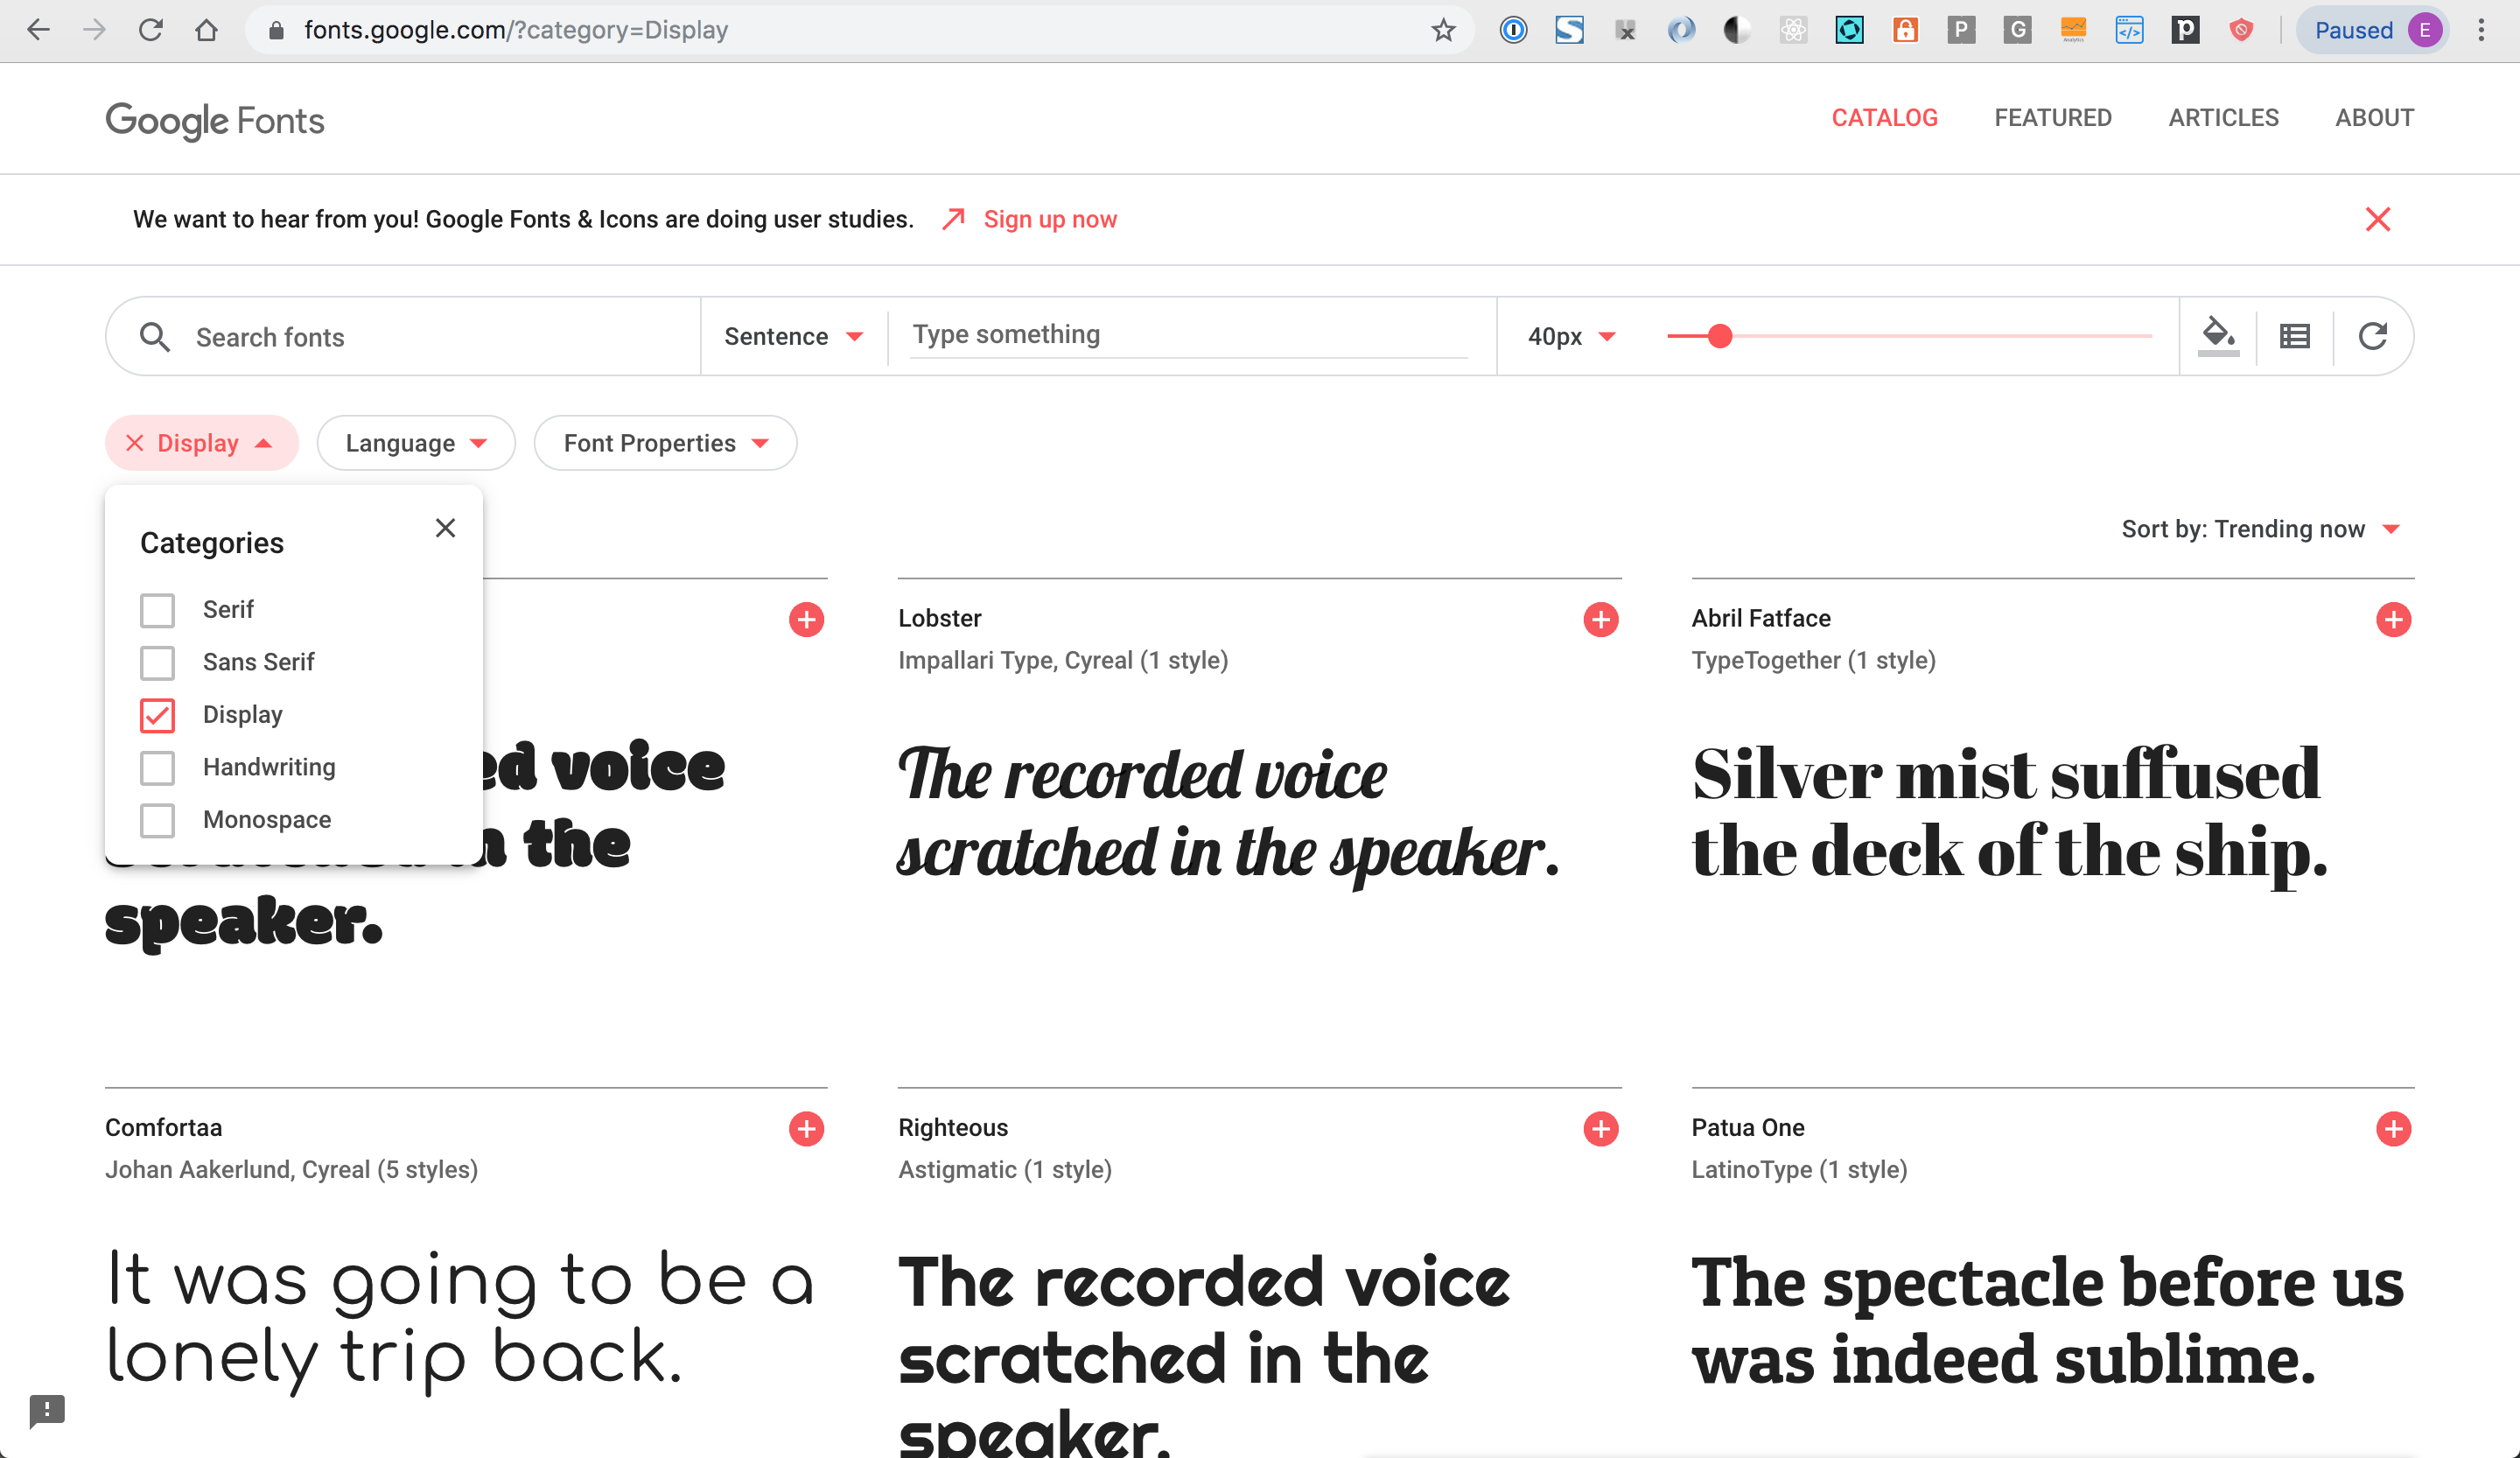 fonts.google.com/?category=Display
Paused E
Google Fonts
CATALOG FEATURED ARTICLES ABOUT
We want to hear from you! Google Fonts & Icons are doing user studies. Sign up now
Search fonts Sentence Type something 40px
Display Language Font Properties
Categories
Serif
Sans Serif
Display
Handwriting
Monospace
Sort by: Trending now
voice
the
speaker.
Lobster
Impallari Type, Cyreal (1 style)
The recorded voice
scratched in the speaker.
Abril Fatface
TypeTogether (1 style)
Silver mist suffused
the deck of the ship.
Comfortaa
Johan Aakerlund, Cyreal (5 styles)
It was going to be a
lonely trip back.
Righteous
Astigmatic (1 style)
The recorded voice
scratched in the
speaker.
Patua One
LatinoType (1 style)
The spectacle before us
was indeed sublime.